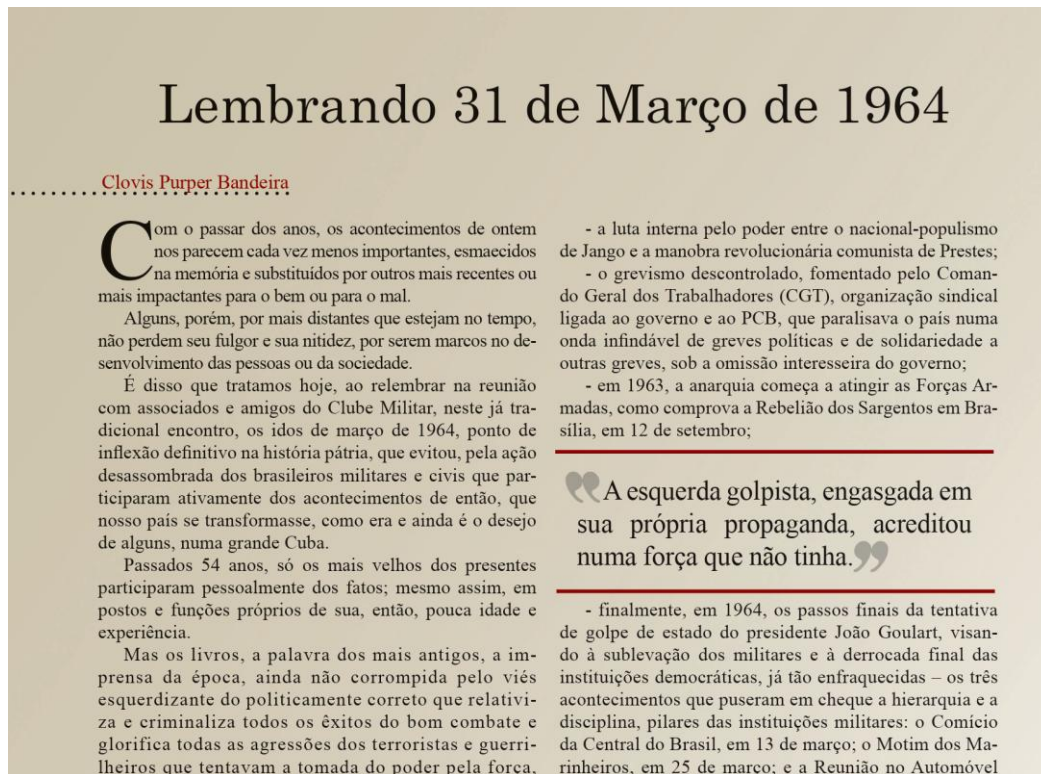 Lembrando 31 de Março de 1964
Clovis Purper Bandeira
Com o passar dos anos, os acontecimentos de ontem
nos parecem cada vez menos importantes, esmaecidos
na memória e substituídos por outros mais recentes ou
mais impactantes para o bem ou para o mal.
Alguns, porém, por mais distantes que estejam no tempo,
não perdem seu fulgor e sua nitidez, por serem marcos no de-
senvolvimento das pessoas ou da sociedade.
É disso que tratamos hoje, ao relembrar na reunião
com associados e amigos do Clube Militar, neste já tra-
dicional encontro, os idos de março de 1964, ponto de
inflexão definitivo na história pátria, que evitou, pela ação
desassombrada dos brasileiros militares e civis que par-
ticiparam ativamente dos acontecimentos de então, que
nosso país se transformasse, como era e ainda é o desejo
de alguns, numa grande Cuba.
Passados 54 anos, só os mais velhos dos presentes
participaram pessoalmente dos fatos; mesmo assim, em
postos e funções próprios de sua, então, pouca idade e
experiência.
Mas os livros, a palavra dos mais antigos, a im-
prensa da época, ainda não corrompida pelo viés
esquerdizante do politicamente correto que relativi-
za e criminaliza todos os êxitos do bom combate e
glorifica todas as agressões dos terroristas e guerri-
lheiros que tentavam a tomada do poder pela força,
- a luta interna pelo poder entre o nacional-populismo
de Jango e a manobra revolucionária comunista de Prestes;
- o grevismo descontrolado, fomentado pelo Coman-
do Geral dos Trabalhadores (CGT), organização sindical
ligada ao governo e ao PCB, que paralisava o país numa
onda infindável de greves políticas e de solidariedade a
outras greves, sob a omissão interesseira do governo;
- em 1963, a anarquia começa a atingir as Forças Ar-
madas, como comprova a Rebelião dos Sargentos em Bra-
sília, em 12 de setembro;
❞A esquerda golpista, engasgada em
sua própria propaganda, acreditou
numa força que não tinha.❞
- finalmente, em 1964, os passos finais da tentativa
de golpe de estado do presidente João Goulart, visan-
do à sublevação dos militares e à derrocada final das
instituições democráticas, já tão enfraquecidas – os três
acontecimentos que puseram em cheque a hierarquia e a
disciplina, pilares das instituições militares: o Comício
da Central do Brasil, em 13 de março; o Motim dos Ma-
rinheiros, em 25 de março; e a Reunião no Automóvel